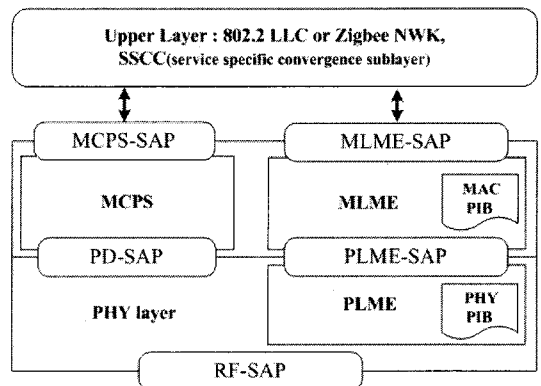 Upper Layer : 802.2 LLC or Zigbee NWK,
SSCC(service specific convergence sublayer)
MCPS-SAP
MLME-SAP
MCPS
MLME
MAC
PIB
PD-SAP
PLME-SAP
PHY layer
PLME
PHY
PIB
RF-SAP